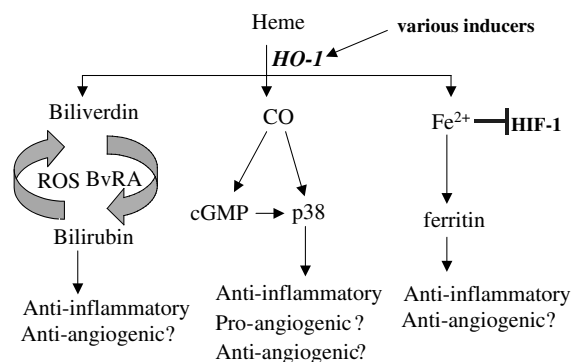 Heme
various inducers
HO-1
Biliverdin
CO
Fe²⁺
HIF-1
ROS BvRA
cGMP
p38
ferritin
Bilirubin
Anti-inflammatory
Anti-angiogenic?
Anti-inflammatory
Pro-angiogenic?
Anti-angiogenic?
Anti-inflammatory
Anti-angiogenic?